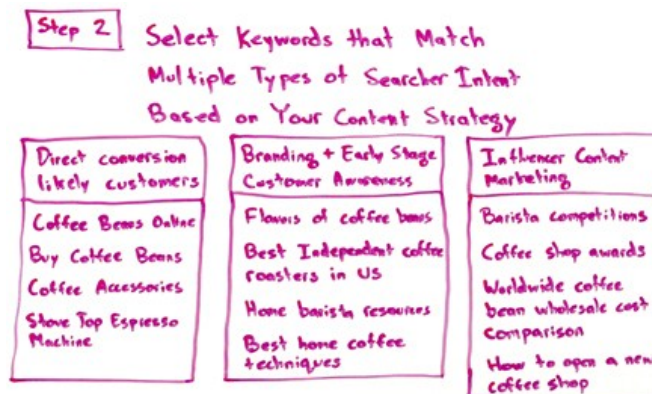 Step 2
Select Keywords that Match
Multiple Types of Searcher Intent
Based on Your Content Strategy
Direct conversion
likely customers
Coffee Beans Online
Buy Coffee Beans
Coffee Accessories
Stove Top Espresso
Machine
Branding + Early Stage
Customer Awareness
Flavors of coffee beans
Best Independent coffee
roasters in US
Home barista resources
Best home coffee
techniques
Influencer Content
Marketing
Barista competitions
Coffee shop awards
Worldwide coffee
bean wholesale cost
comparison
How to open a new
coffee shop